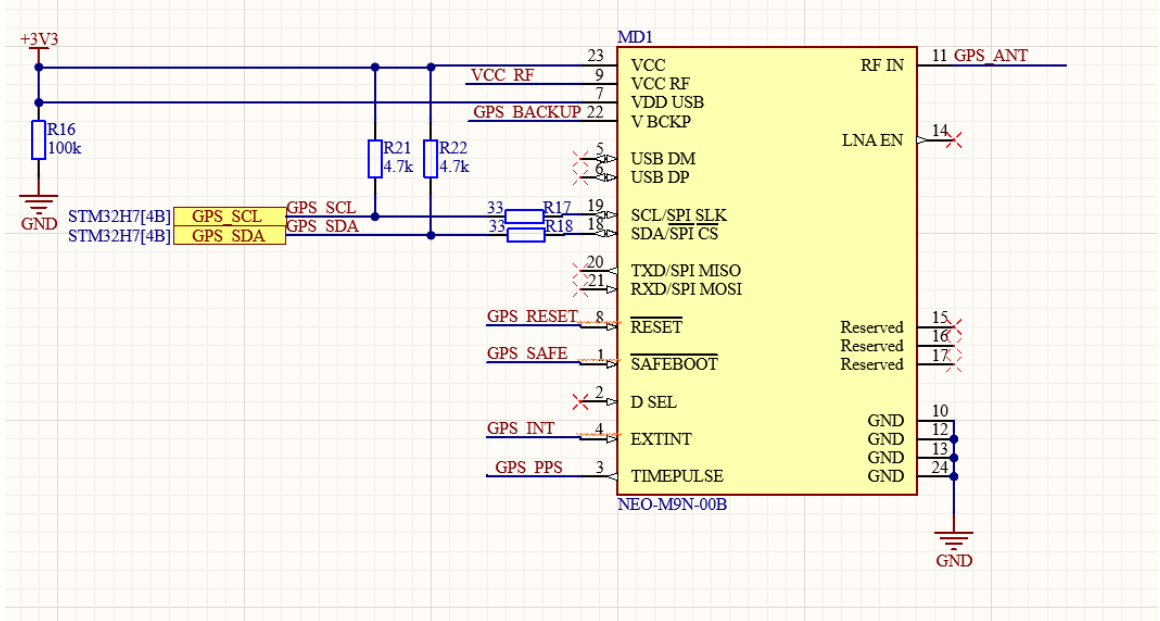 MD1
+3V3
23 VCC
RF IN 11 GPS_ANT
VCC_RF 9 VCC RF
7 VDD USB
GPS_BACKUP 22 V BCKP
R16
100k
LNA EN 14
R21
4.7k
R22
4.7k
5 USB DM
6 USB DP
GND
STM32H7[4B] GPS_SCL GPS_SCL 33 R17 19 SCL/SPI SLK
STM32H7[4B] GPS_SDA GPS_SDA 33 R18 18 SDA/SPI CS
20 TXD/SPI MISO
21 RXD/SPI MOSI
GPS_RESET 8 RESET
Reserved 15
Reserved 16
GPS_SAFE 1 SAFEBOOT
Reserved 17
2 D SEL
GND 10
GPS_INT 4 EXTINT
GND 12
GND 13
GPS_PPS 3 TIMEPULSE
GND 24
NEO-M9N-00B
GND